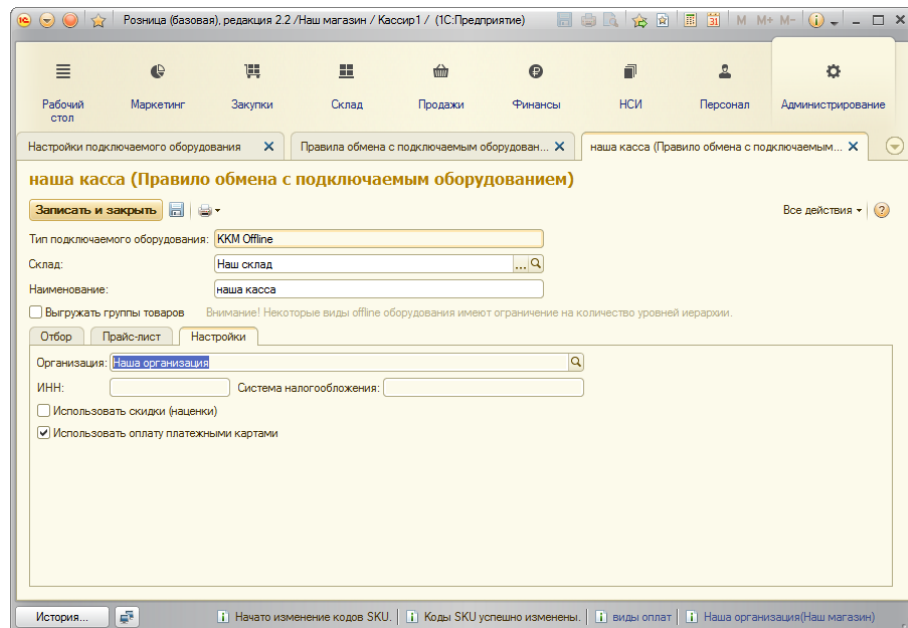 Розница (базовая), редакция 2.2 /Наш магазин / Кассир1 / (1С:Предприятие)
M M+ M-
Рабочий стол
Маркетинг
Закупки
Склад
Продажи
Финансы
НСИ
Персонал
Администрирование
Настройки подключаемого оборудования
Правила обмена с подключаемым оборудован...
наша касса (Правило обмена с подключаемым...
наша касса (Правило обмена с подключаемым оборудованием)
Записать и закрыть
Все действия
Тип подключаемого оборудования: ККМ Offline
Склад: Наш склад ...
Наименование: наша касса
Выгружать группы товаров Внимание! Некоторые виды offline оборудования имеют ограничение на количество уровней иерархии.
Отбор Прайс-лист Настройки
Организация: Наша организация
ИНН: Система налогообложения:
Использовать скидки (наценки)
Использовать оплату платежными картами
История... Начато изменение кодов SKU. Коды SKU успешно изменены. виды оплат Наша организация(Наш магазин)